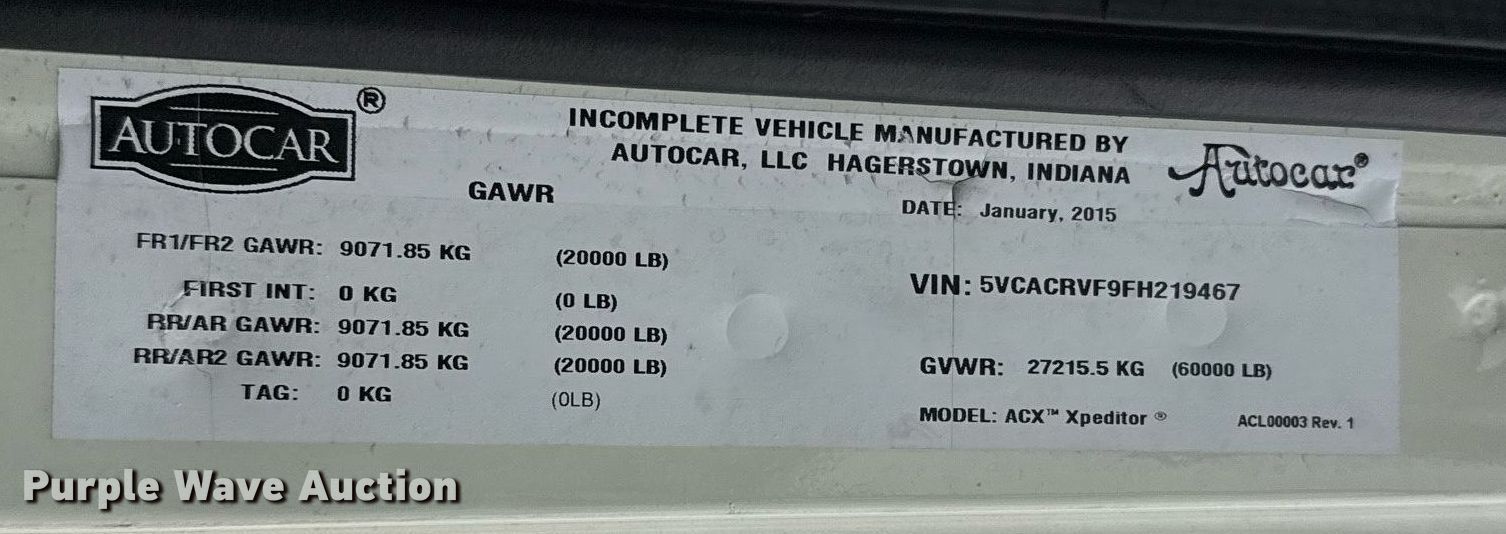 AUTOCAR ®
INCOMPLETE VEHICLE MANUFACTURED BY
AUTOCAR, LLC HAGERSTOWN, INDIANA
Autocar®
GAWR
DATE: January, 2015
FR1/FR2 GAWR: 9071.85 KG (20000 LB)
FIRST INT: 0 KG (0 LB)
RR/AR GAWR: 9071.85 KG (20000 LB)
RR/AR2 GAWR: 9071.85 KG (20000 LB)
TAG: 0 KG (0LB)
VIN: 5VCACRVF9FH219467
GVWR: 27215.5 KG (60000 LB)
MODEL: ACX™ Xpeditor ®
ACL00003 Rev. 1
Purple Wave Auction